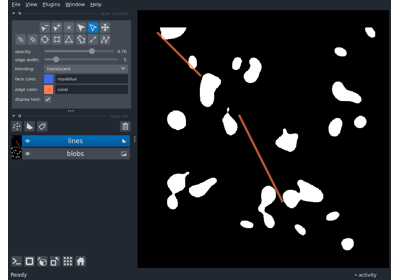 File View Plugins Window Help
opacity: 0.70
edge width: 5
blending: translucent
face color: royalblue
edge color: coral
display text: ✓
lines
blobs
Ready
activity